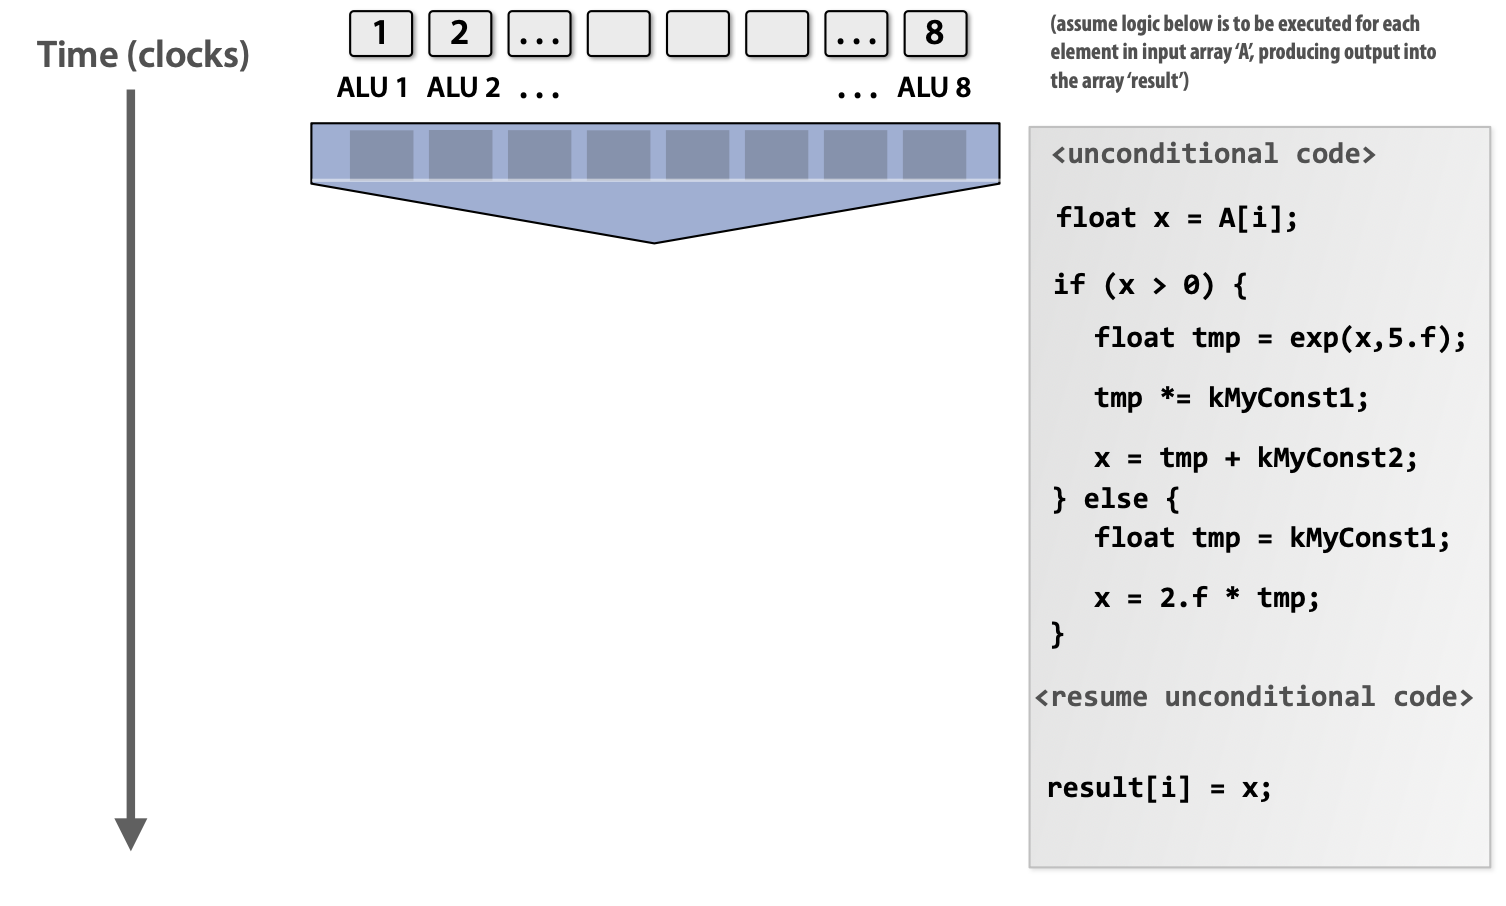 Time (clocks)
1 2 ... ... 8
ALU 1 ALU 2 ... ... ALU 8
(assume logic below is to be executed for each
element in input array ‘A’, producing output into
the array ‘result’)
<unconditional code>
float x = A[i];
if (x > 0) {
float tmp = exp(x,5.f);
tmp *= kMyConst1;
x = tmp + kMyConst2;
} else {
float tmp = kMyConst1;
x = 2.f * tmp;
}
<resume unconditional code>
result[i] = x;